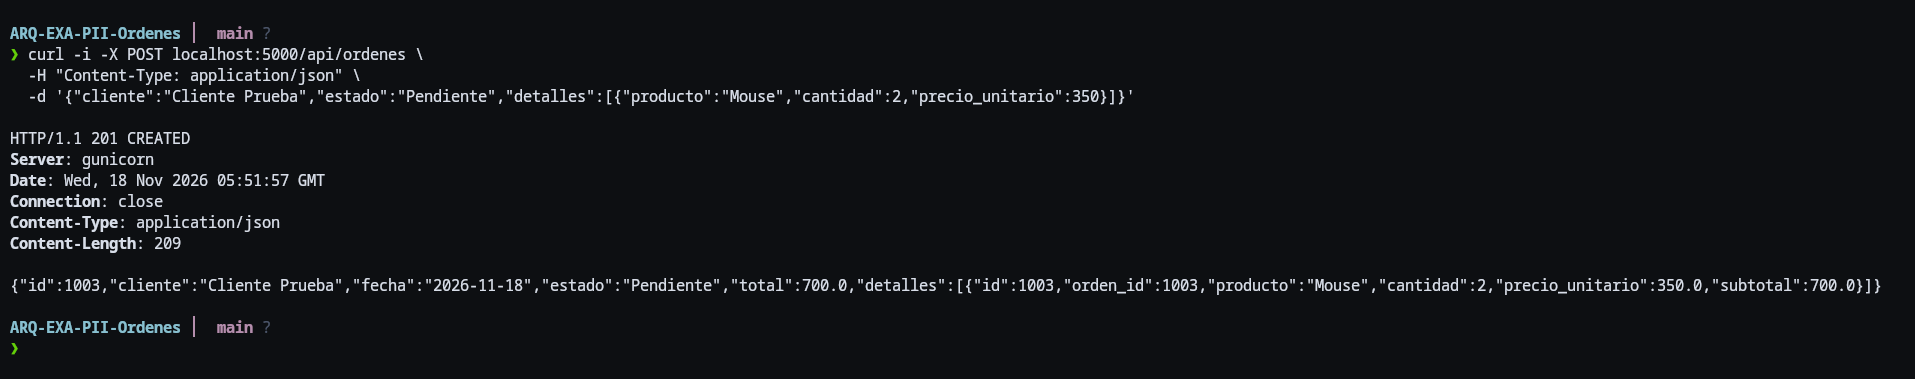 ARQ-EXA-PII-Ordenes | main ?
❯ curl -i -X POST localhost:5000/api/ordenes \
  -H "Content-Type: application/json" \
  -d '{"cliente":"Cliente Prueba","estado":"Pendiente","detalles":[{"producto":"Mouse","cantidad":2,"precio_unitario":350}]}'
HTTP/1.1 201 CREATED
Server: gunicorn
Date: Wed, 18 Nov 2026 05:51:57 GMT
Connection: close
Content-Type: application/json
Content-Length: 209
{"id":1003,"cliente":"Cliente Prueba","fecha":"2026-11-18","estado":"Pendiente","total":700.0,"detalles":[{"id":1003,"orden_id":1003,"producto":"Mouse","cantidad":2,"precio_unitario":350.0,"subtotal":700.0}]}
ARQ-EXA-PII-Ordenes | main ?
❯